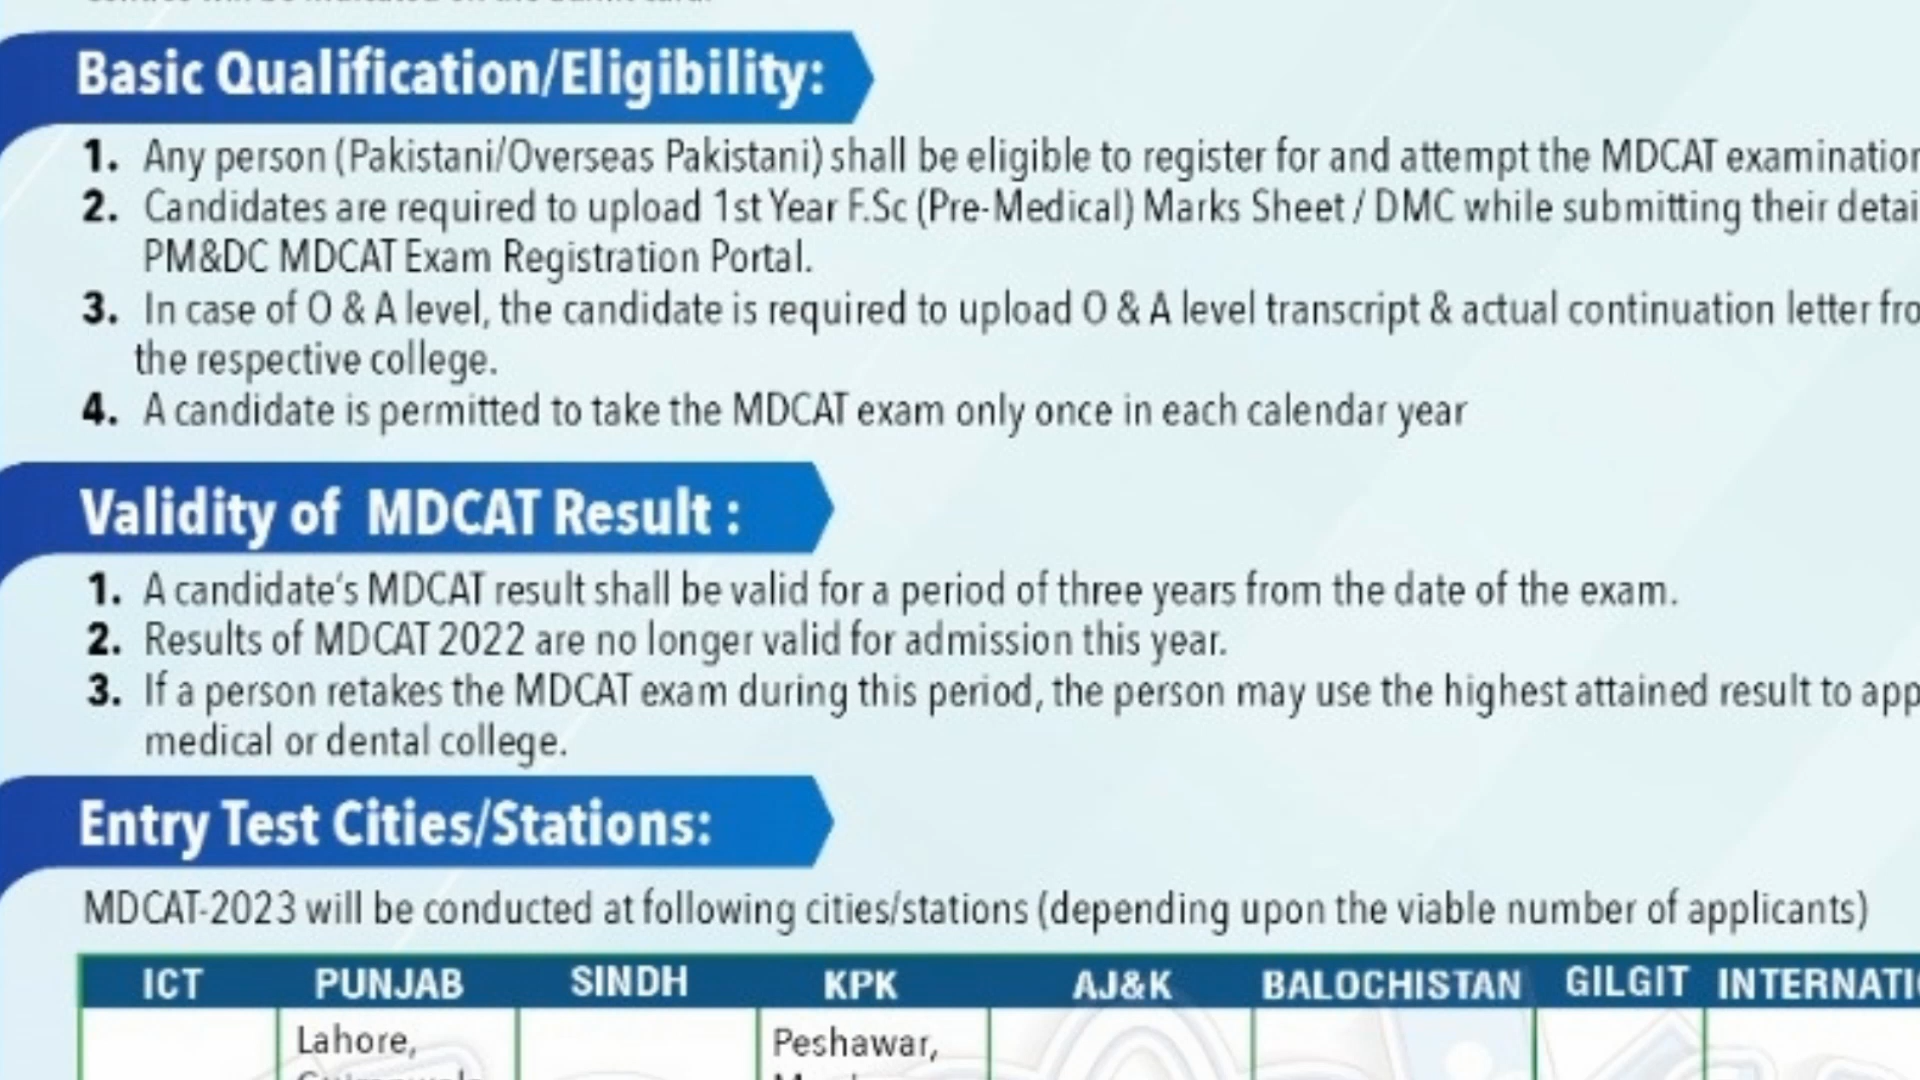 Basic Qualification/Eligibility:
1. Any person (Pakistani/Overseas Pakistani) shall be eligible to register for and attempt the MDCAT examination
2. Candidates are required to upload 1st Year F.Sc (Pre-Medical) Marks Sheet / DMC while submitting their
PM&DC MDCAT Exam Registration Portal.
3. In case of O & A level, the candidate is required to upload O & A level transcript & actual continuation letter
the respective college.
4. A candidate is permitted to take the MDCAT exam only once in each calendar year
Validity of MDCAT Result :
1. A candidate's MDCAT result shall be valid for a period of three years from the date of the exam.
2. Results of MDCAT 2022 are no longer valid for admission this year.
3. If a person retakes the MDCAT exam during this period, the person may use the highest attained result to
medical or dental college.
Entry Test Cities/Stations:
MDCAT-2023 will be conducted at following cities/stations (depending upon the viable number of applicants)
ICT PUNJAB SINDH KPK AJ&K BALOCHISTAN GILGIT
Lahore, Peshawar,